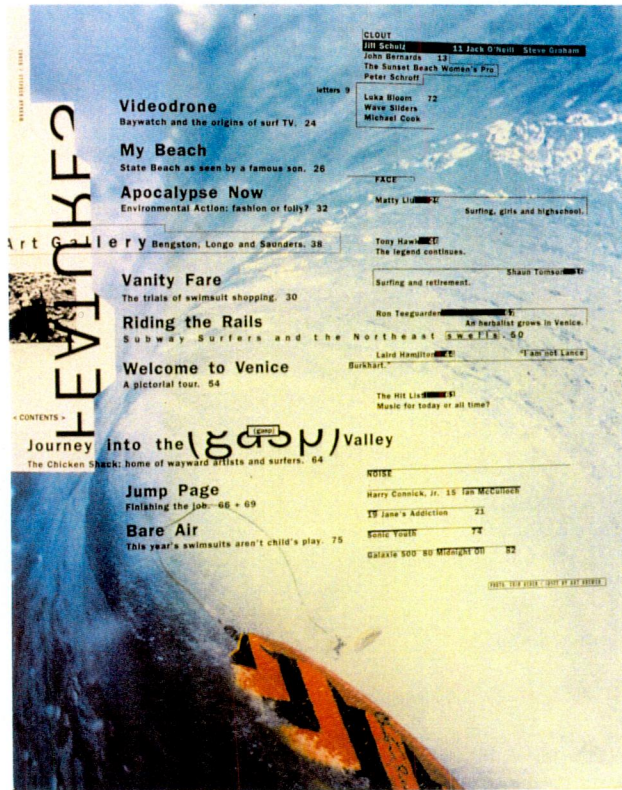 CLOUT
Jill Schulz 11 Jack O'Neill Steve Graham
John Bernards 13
The Sunset Beach Women's Pro
Peter Schroff
letters 9
Luka Bloom 72
Wave Sliders
Michael Cook
Videodrone
Baywatch and the origins of surf TV. 24
My Beach
State Beach as seen by a famous son. 26
Apocalypse Now
Environmental Action: fashion or folly? 32
Art Gallery Bengston, Longo and Saunders. 38
Vanity Fare
The trials of swimsuit shopping. 30
Riding the Rails
Subway Surfers and the Northeast swells. 50
Welcome to Venice
A pictorial tour. 54
« CONTENTS »
Journey into the (gasp) Valley
(gasp)
The Chicken Shack: home of wayward artists and surfers. 64
Jump Page
Finishing the job. 66 + 69
Bare Air
This year's swimsuits aren't child's play. 75
FACE
Matty Liu
Surfing, girls and highschool.
Tony Hawk
The legend continues.
Shaun Tomson
Surfing and retirement.
Ron Teeguarden
An herbalist grows in Venice.
Laird Hamilton "I am not Lance
Burkhart."
The Hit List
Music for today or all time?
NOISE
Harry Connick, Jr. 15 Ian McCulloch
19 Jane's Addiction 21
Sonic Youth 74
Galaxie 500 80 Midnight Oil 82